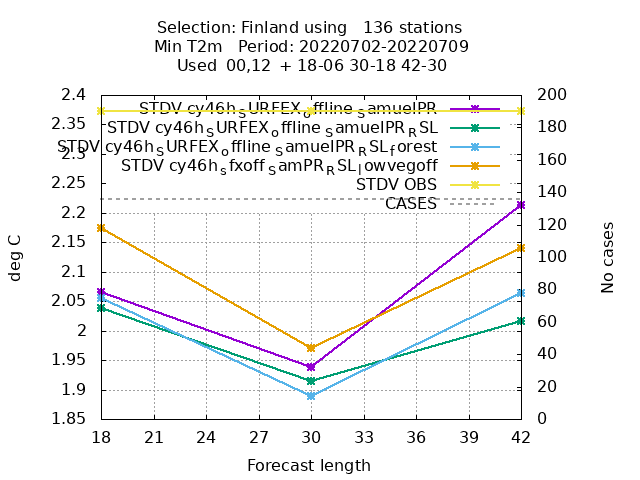 Selection: Finland using   136 stations
Min T2m   Period: 20220702-20220709
Used  00,12  + 18-06 30-18 42-30
2.4
2.35
2.3
2.25
2.2
2.15
2.1
2.05
2
1.95
1.9
1.85
deg C
STDV cy46h_SURFEX_offline_SamuelPR
STDV cy46h_SURFEX_offline_SamuelPR_RSL
STDV cy46h_SURFEX_offline_SamuelPR_RSL_forest
STDV cy46h_sfxoff_SamPR_RSL_lowvegoff
STDV OBS
CASES
200
180
160
140
120
100
80
60
40
20
0
No cases
18 21 24 27 30 33 36 39 42
Forecast length